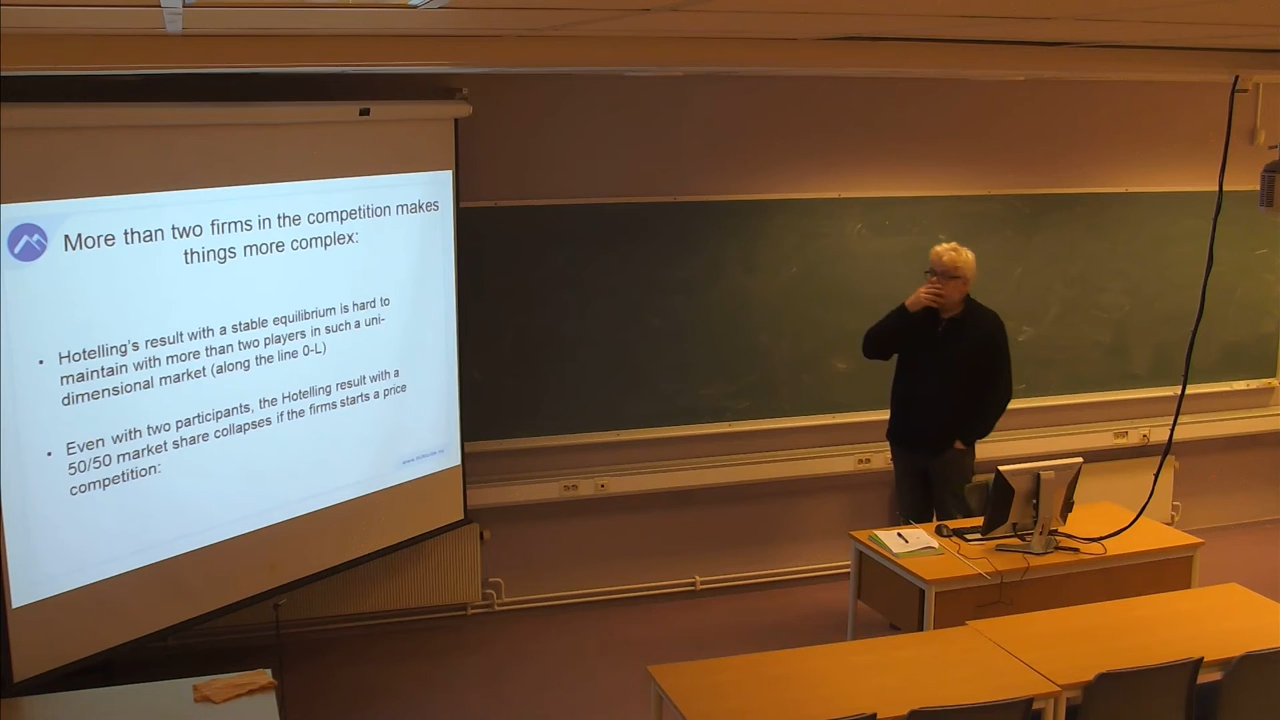 More than two firms in the competition makes
things more complex:
• Hotelling's result with a stable equilibrium is hard to
maintain with more than two players in such a uni-
dimensional market (along the line 0-L)
• Even with two participants, the Hotelling result with a
50/50 market share collapses if the firms starts a price
competition: